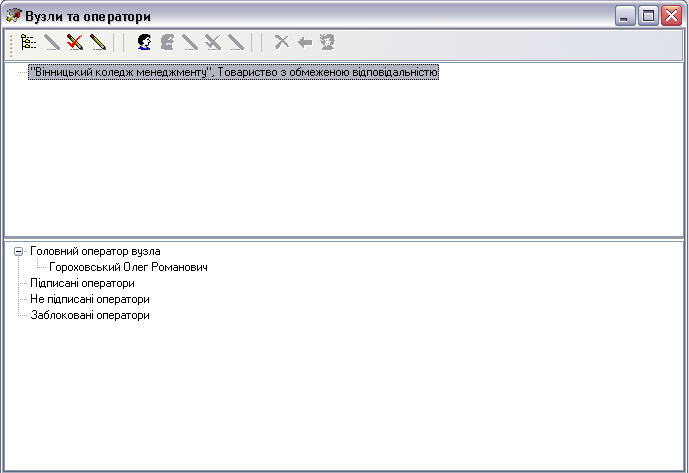 Вузли та оператори
"Вінницький коледж менеджменту", Товариство з обмеженою відповідальністю
Головний оператор вузла
Гороховський Олег Романович
Підписані оператори
Не підписані оператори
Заблоковані оператори